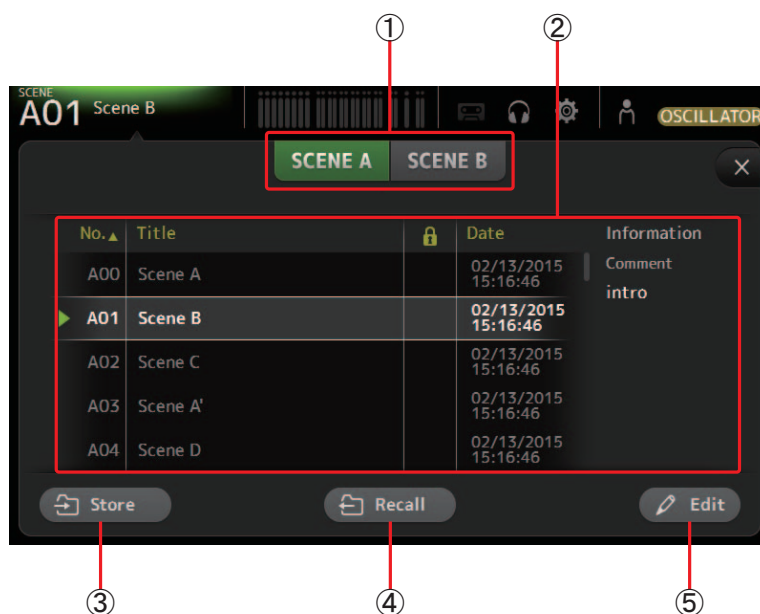 ① ②
SCENE
A01 Scene B
OSCILLATOR
SCENE A SCENE B
No.▲ Title Date Information
A00 Scene A 02/13/2015
15:16:46
Comment
intro
A01 Scene B 02/13/2015
15:16:46
A02 Scene C 02/13/2015
15:16:46
A03 Scene A' 02/13/2015
15:16:46
A04 Scene D 02/13/2015
15:16:46
Store Recall Edit
③ ④ ⑤